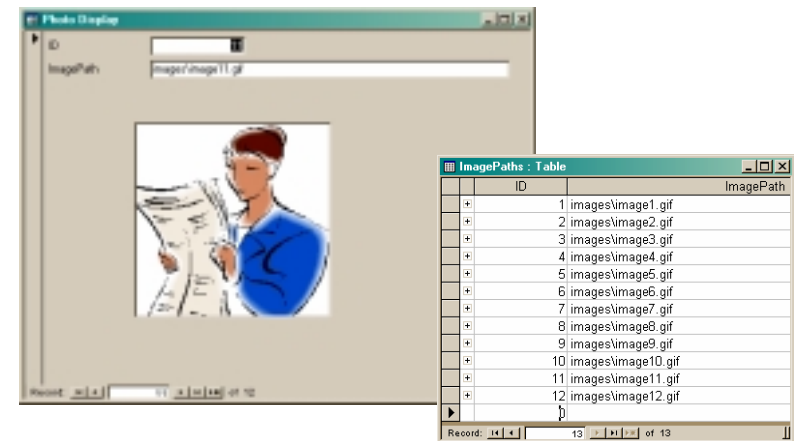 Photo Display
ID 11
ImagePath images\image11.gif
Record: 11 of 12
ImagePaths : Table
ID ImagePath
1 images\image1.gif
2 images\image2.gif
3 images\image3.gif
4 images\image4.gif
5 images\image5.gif
6 images\image6.gif
7 images\image7.gif
8 images\image8.gif
9 images\image9.gif
10 images\image10.gif
11 images\image11.gif
12 images\image12.gif
0
Record: 13 of 13